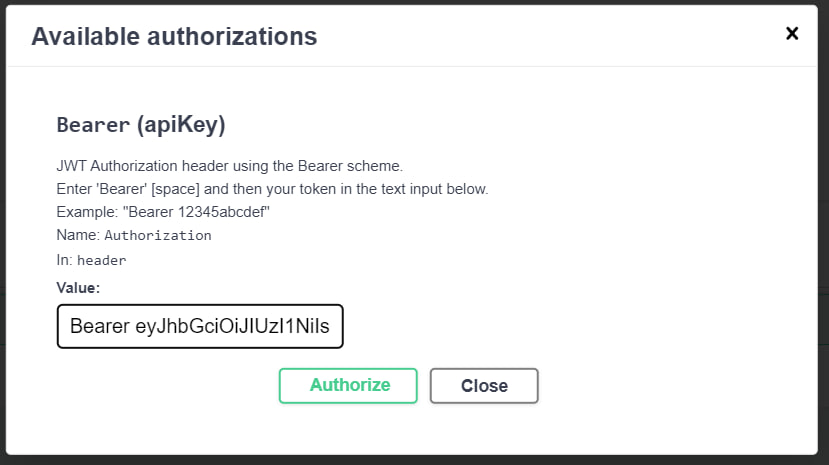 Available authorizations
Bearer (apiKey)
JWT Authorization header using the Bearer scheme.
Enter 'Bearer' [space] and then your token in the text input below.
Example: "Bearer 12345abcdef"
Name: Authorization
In: header
Value:
Bearer eyJhbGciOiJIUzI1NiIs
Authorize
Close